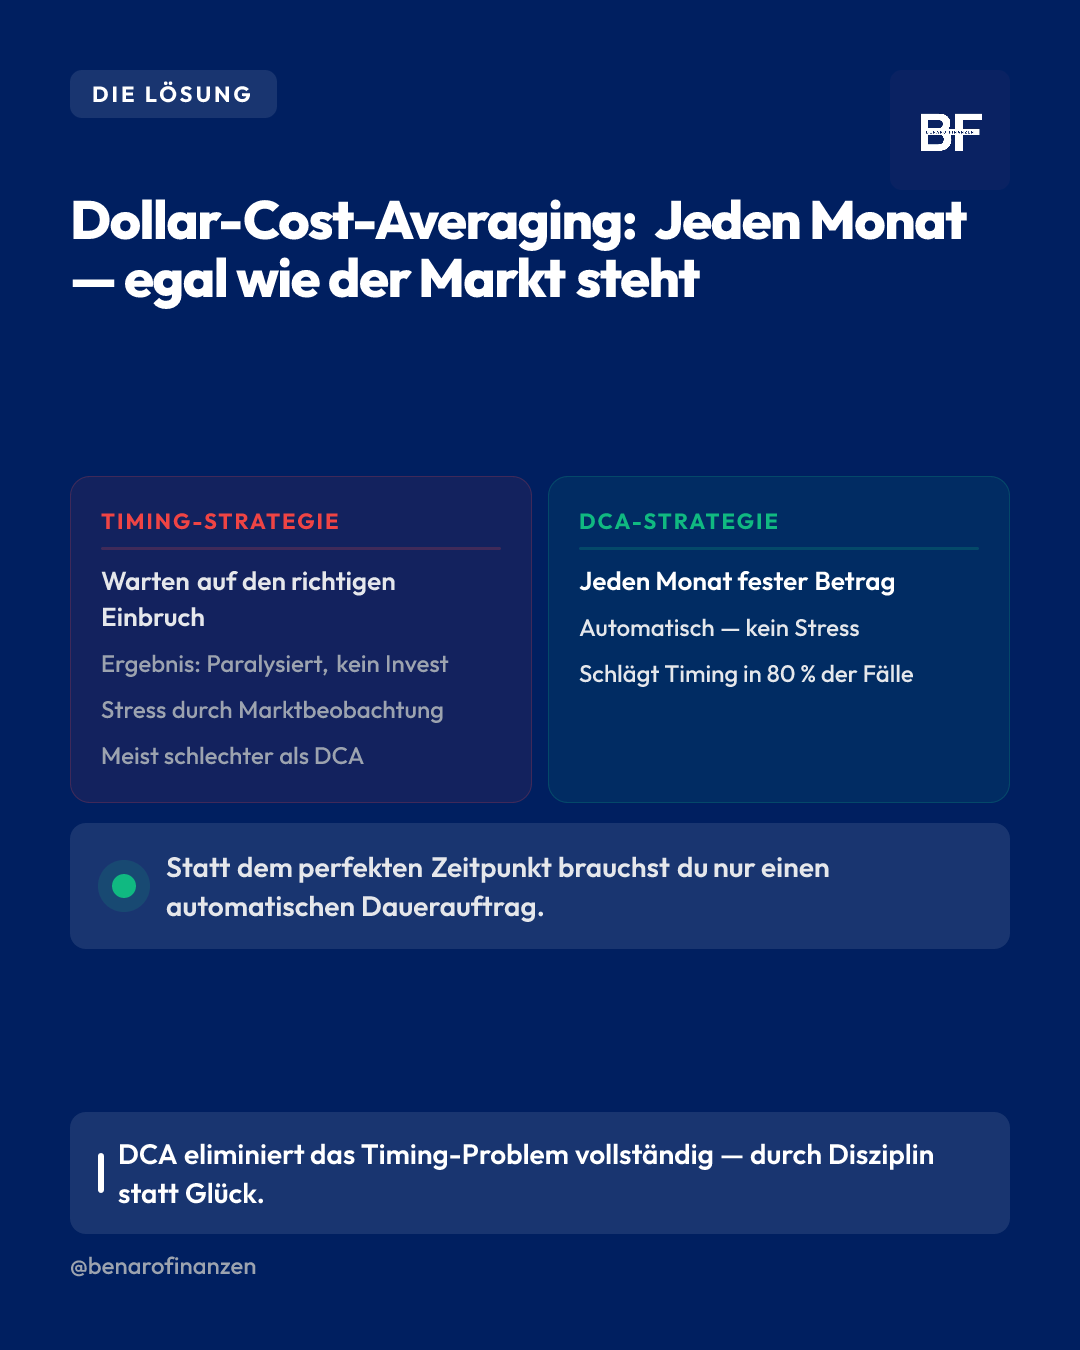 DIE LÖSUNG
BF
Dollar-Cost-Averaging: Jeden Monat
— egal wie der Markt steht
TIMING-STRATEGIE
Warten auf den richtigen
Einbruch
Ergebnis: Paralysiert, kein Invest
Stress durch Marktbeobachtung
Meist schlechter als DCA
DCA-STRATEGIE
Jeden Monat fester Betrag
Automatisch — kein Stress
Schlägt Timing in 80 % der Fälle
Statt dem perfekten Zeitpunkt brauchst du nur einen
automatischen Dauerauftrag.
DCA eliminiert das Timing-Problem vollständig — durch Disziplin
statt Glück.
@benarofinanzen